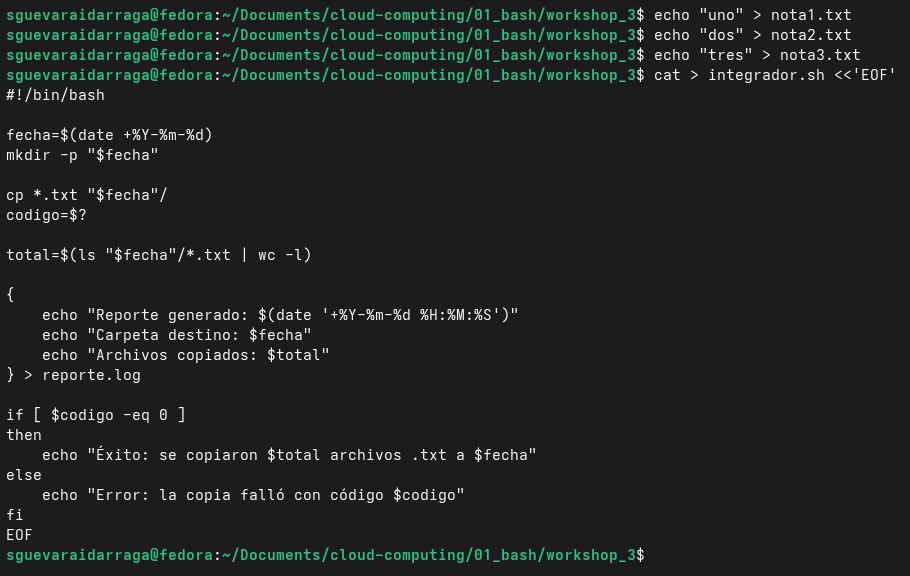 sguevaraidarraga@fedora:~/Documents/cloud-computing/01_bash/workshop_3$ echo "uno" > nota1.txt
sguevaraidarraga@fedora:~/Documents/cloud-computing/01_bash/workshop_3$ echo "dos" > nota2.txt
sguevaraidarraga@fedora:~/Documents/cloud-computing/01_bash/workshop_3$ echo "tres" > nota3.txt
sguevaraidarraga@fedora:~/Documents/cloud-computing/01_bash/workshop_3$ cat > integrador.sh <<'EOF'
#!/bin/bash

fecha=$(date +%Y-%m-%d)
mkdir -p "$fecha"

cp *.txt "$fecha"/
codigo=$?

total=$(ls "$fecha"/*.txt | wc -l)

{
    echo "Reporte generado: $(date '+%Y-%m-%d %H:%M:%S')"
    echo "Carpeta destino: $fecha"
    echo "Archivos copiados: $total"
} > reporte.log

if [ $codigo -eq 0 ]
then
    echo "Éxito: se copiaron $total archivos .txt a $fecha"
else
    echo "Error: la copia falló con código $codigo"
fi
EOF
sguevaraidarraga@fedora:~/Documents/cloud-computing/01_bash/workshop_3$